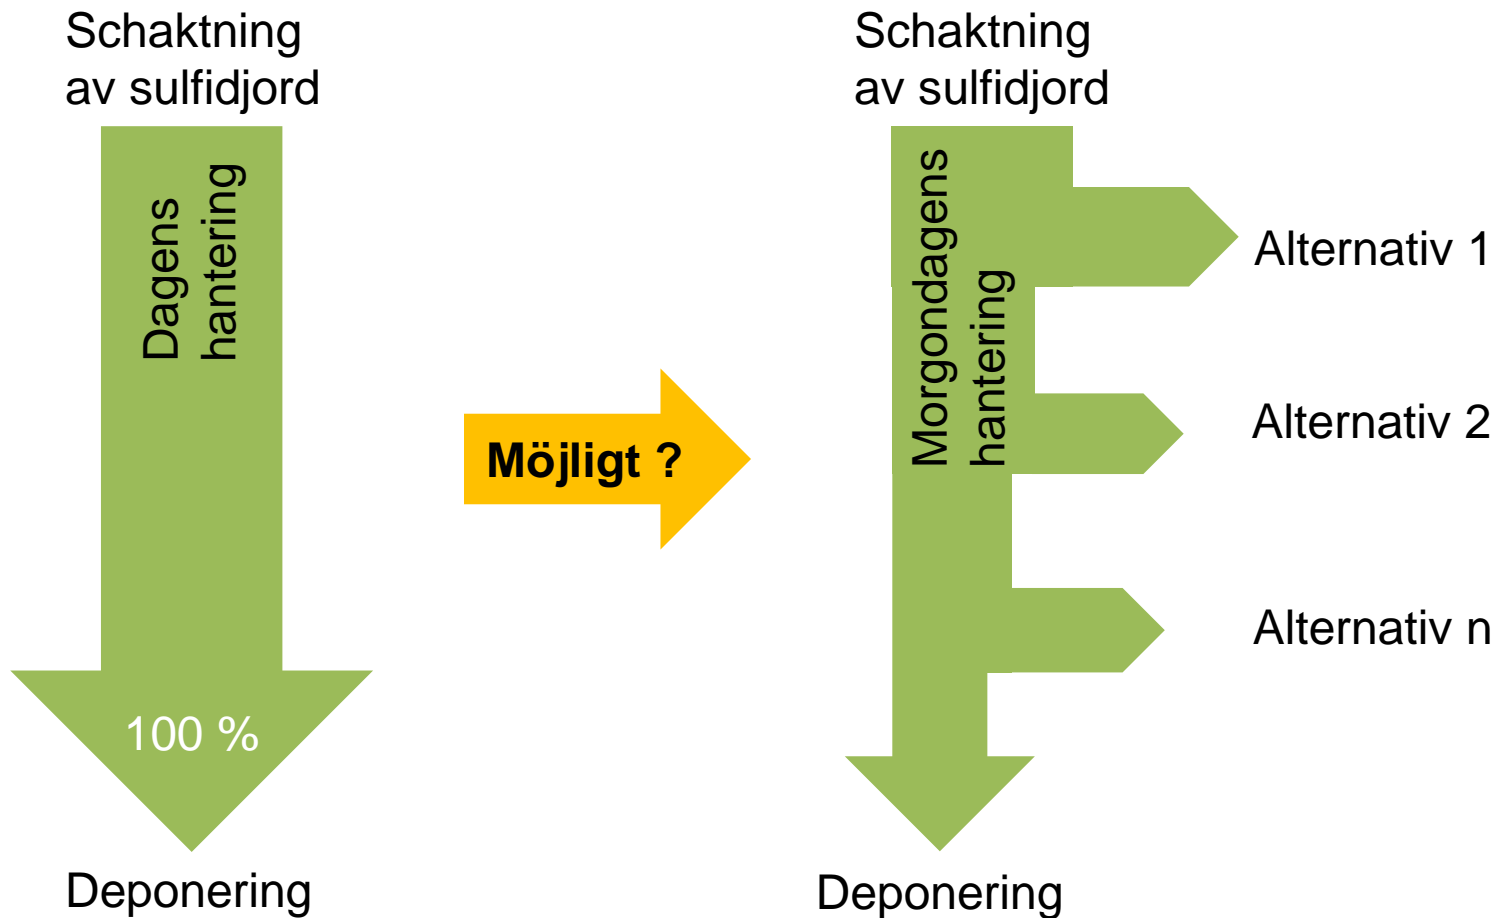 Schaktning
av sulfidjord
Dagens
hantering
100 %
Deponering
Möjligt ?
Schaktning
av sulfidjord
Morgondagens
hantering
Alternativ 1
Alternativ 2
Alternativ n
Deponering